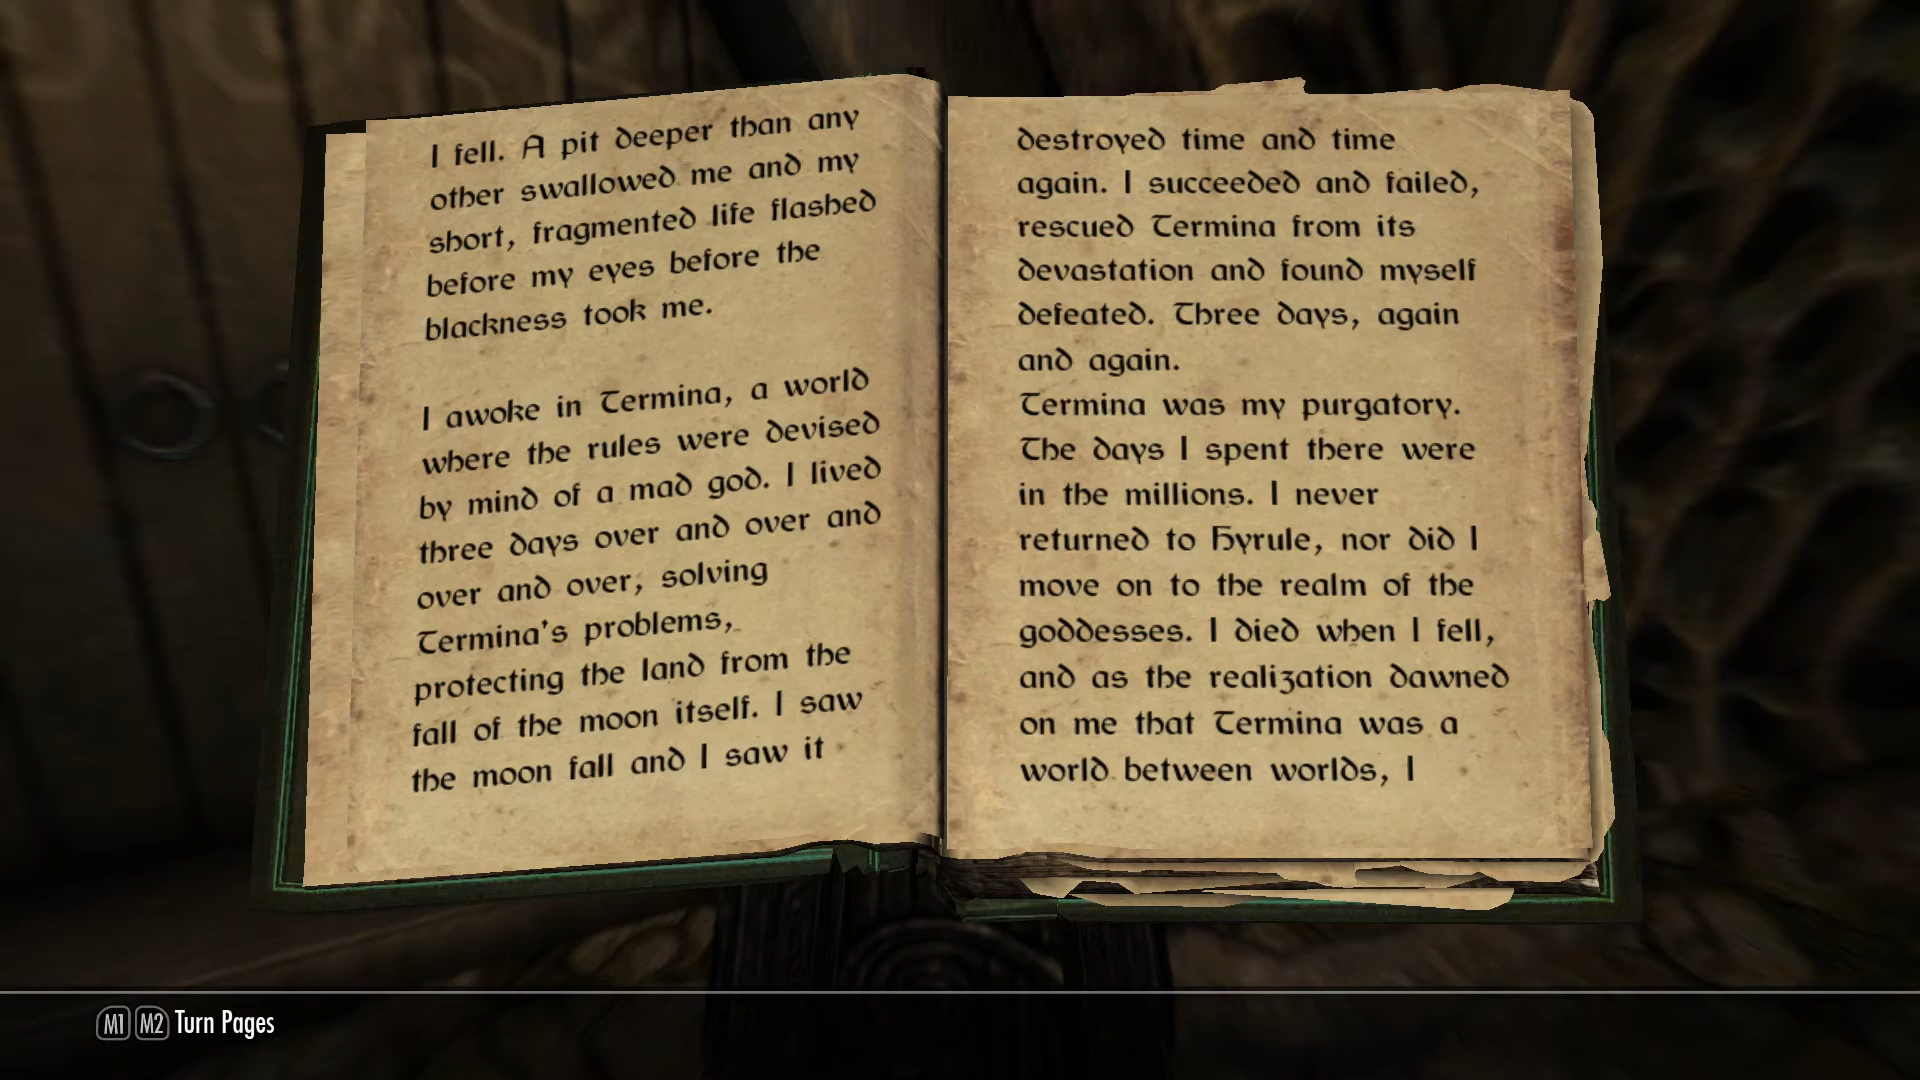 I fell. A pit deeper than any
other swallowed me and my
short, fragmented life flashed
before my eyes before the
blackness took me.
I awoke in Termina, a world
where the rules were devised
by mind of a mad god. I lived
three days over and over and
over and over, solving
Termina's problems,
protecting the land from the
fall of the moon itself. I saw
the moon fall and I saw it
destroyed time and time
again. I succeeded and failed,
rescued Termina from its
devastation and found myself
defeated. Three days, again
and again.
Termina was my purgatory.
The days I spent there were
in the millions. I never
returned to Hyrule, nor did I
move on to the realm of the
goddesses. I died when I fell,
and as the realization dawned
on me that Termina was a
world between worlds, I
M1 M2 Turn Pages